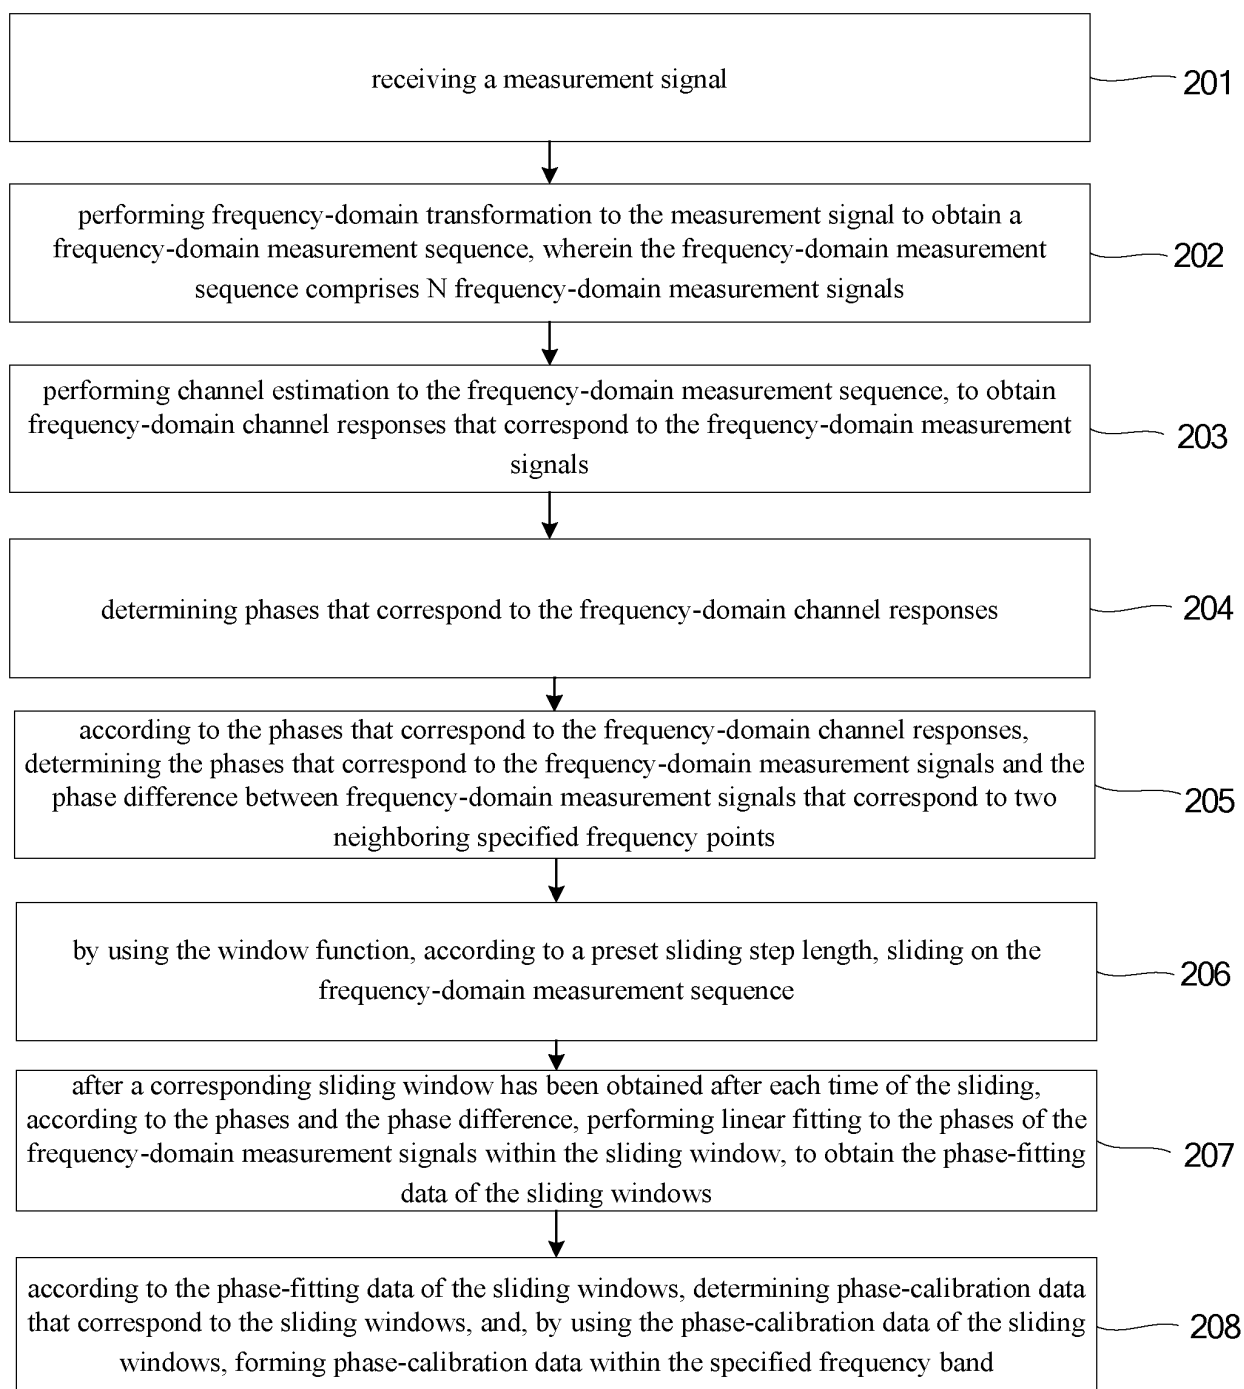 receiving a measurement signal
201
performing frequency-domain transformation to the measurement signal to obtain a
frequency-domain measurement sequence, wherein the frequency-domain measurement
sequence comprises N frequency-domain measurement signals
202
performing channel estimation to the frequency-domain measurement sequence, to obtain
frequency-domain channel responses that correspond to the frequency-domain measurement
signals
203
determining phases that correspond to the frequency-domain channel responses
204
according to the phases that correspond to the frequency-domain channel responses,
determining the phases that correspond to the frequency-domain measurement signals and the
phase difference between frequency-domain measurement signals that correspond to two
neighboring specified frequency points
205
by using the window function, according to a preset sliding step length, sliding on the
frequency-domain measurement sequence
206
after a corresponding sliding window has been obtained after each time of the sliding,
according to the phases and the phase difference, performing linear fitting to the phases of the
frequency-domain measurement signals within the sliding window, to obtain the phase-fitting
data of the sliding windows
207
according to the phase-fitting data of the sliding windows, determining phase-calibration data
that correspond to the sliding windows, and, by using the phase-calibration data of the sliding
windows, forming phase-calibration data within the specified frequency band
208